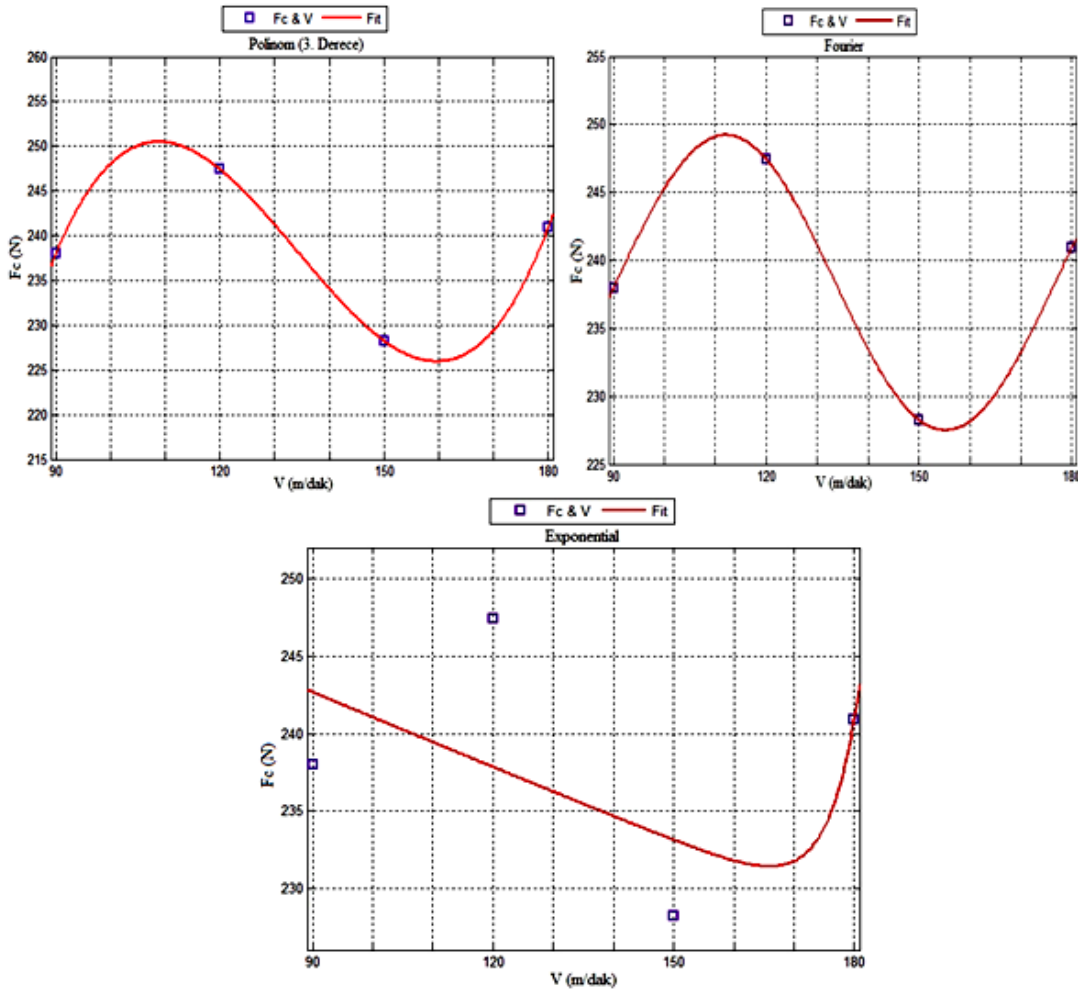 Fc & V Fit
Polinom (3. Derece)
260
255
250
245
240
235
230
225
220
215
Fc (N)
90 120 150 180
V (m/dak)
Fc & V Fit
Fourier
255
250
245
240
235
230
225
Fc (N)
90 120 150 180
V (m/dak)
Fc & V Fit
Exponential
250
245
240
235
230
Fc (N)
90 120 150 180
V (m/dak)